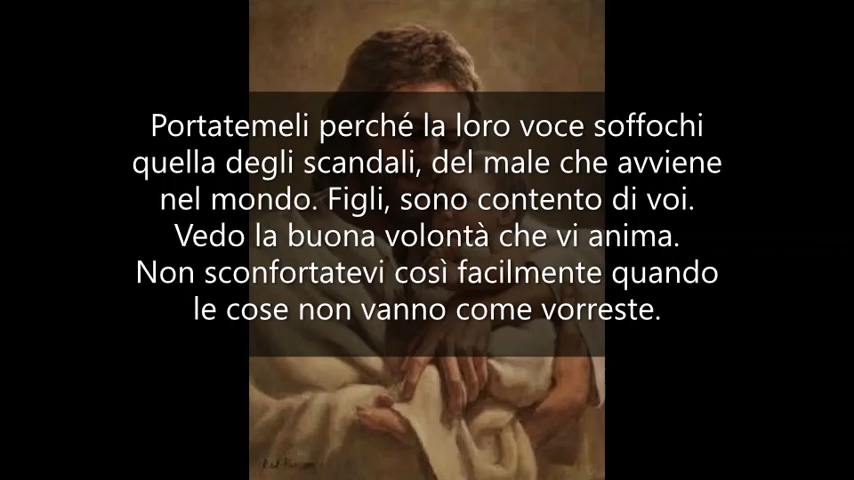 Portatemeli perché la loro voce soffochi
quella degli scandali, del male che avviene
nel mondo. Figli, sono contento di voi.
Vedo la buona volontà che vi anima.
Non sconfortatevi così facilmente quando
le cose non vanno come vorreste.